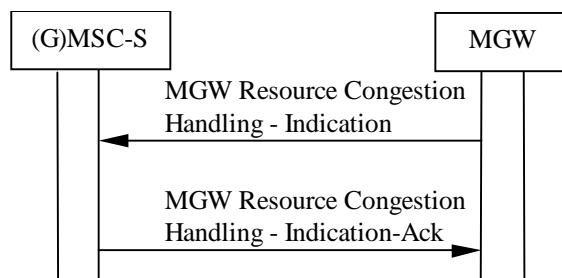 (G)MSC-S
MGW
MGW Resource Congestion
Handling - Indication
MGW Resource Congestion
Handling - Indication-Ack